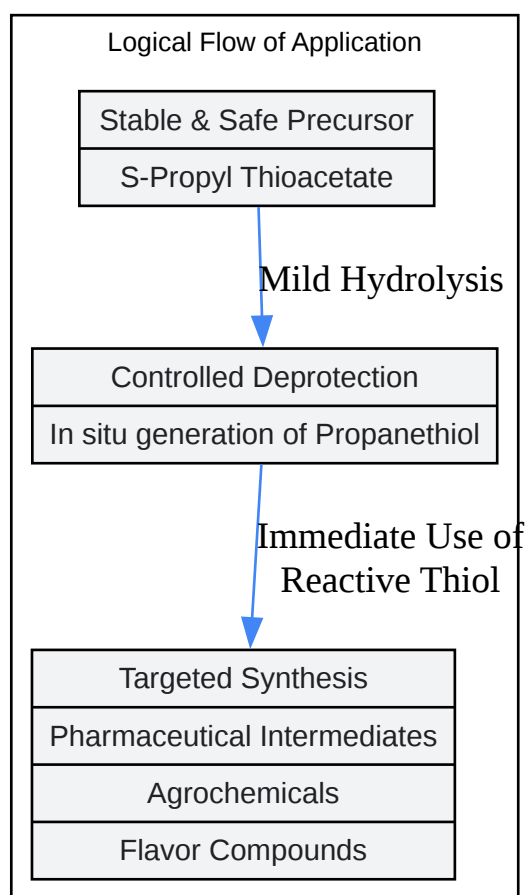 Logical Flow of Application
Stable & Safe Precursor
S-Propyl Thioacetate
Mild Hydrolysis
Controlled Deprotection
In situ generation of Propanethiol
Immediate Use of
Reactive Thiol
Targeted Synthesis
Pharmaceutical Intermediates
Agrochemicals
Flavor Compounds